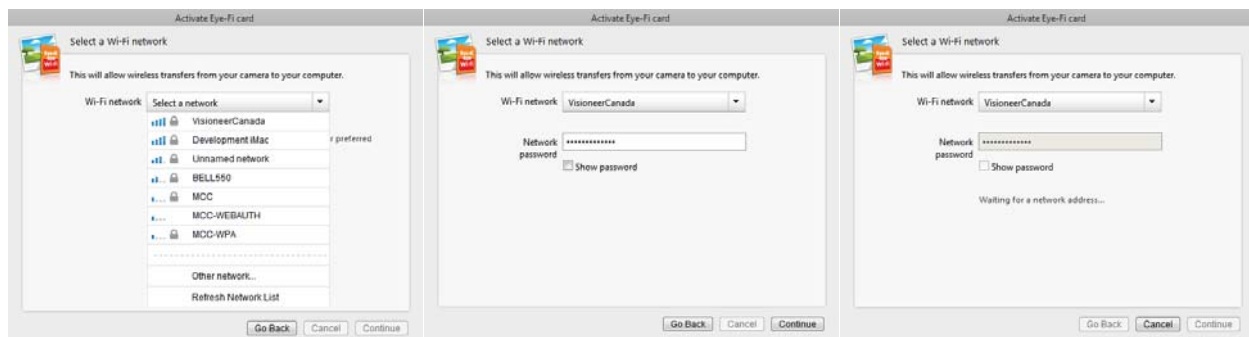 Activate Eye-Fi card
Select a Wi-Fi network
This will allow wireless transfers from your camera to your computer.
Wi-Fi network Select a network
VisioneerCanada
Development iMac
r preferred
Unnamed network
BELL550
MCC
MCC-WEBAUTH
MCC-WPA
Other network...
Refresh Network List
Go Back Cancel Continue
Activate Eye-Fi card
Select a Wi-Fi network
This will allow wireless transfers from your camera to your computer.
Wi-Fi network VisioneerCanada
Network password •••••••••••••
Show password
Go Back Cancel Continue
Activate Eye-Fi card
Select a Wi-Fi network
This will allow wireless transfers from your camera to your computer.
Wi-Fi network VisioneerCanada
Network password •••••••••••••
Show password
Waiting for a network address...
Go Back Cancel Continue